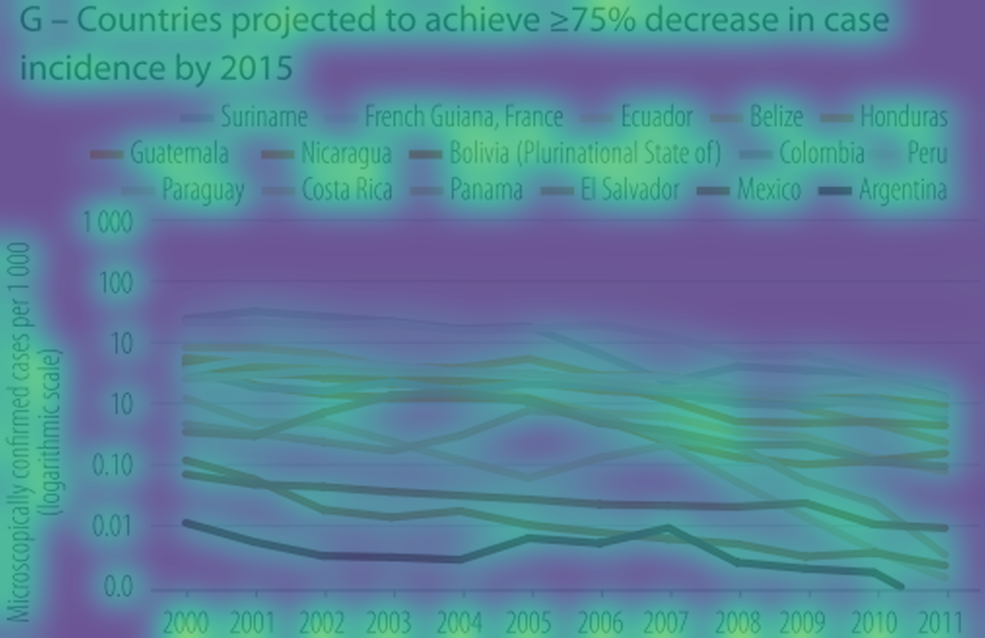 G – Countries projected to achieve ≥75% decrease in case
incidence by 2015
Suriname French Guiana, France Ecuador Belize Honduras
Guatemala Nicaragua Bolivia (Plurinational State of) Colombia Peru
Paraguay Costa Rica Panama El Salvador Mexico Argentina
Microscopically confirmed cases per 1 000
(logarithmic scale)
1 000
100
10
10
0.10
0.01
0.0
2000 2001 2002 2003 2004 2005 2006 2007 2008 2009 2010 2011